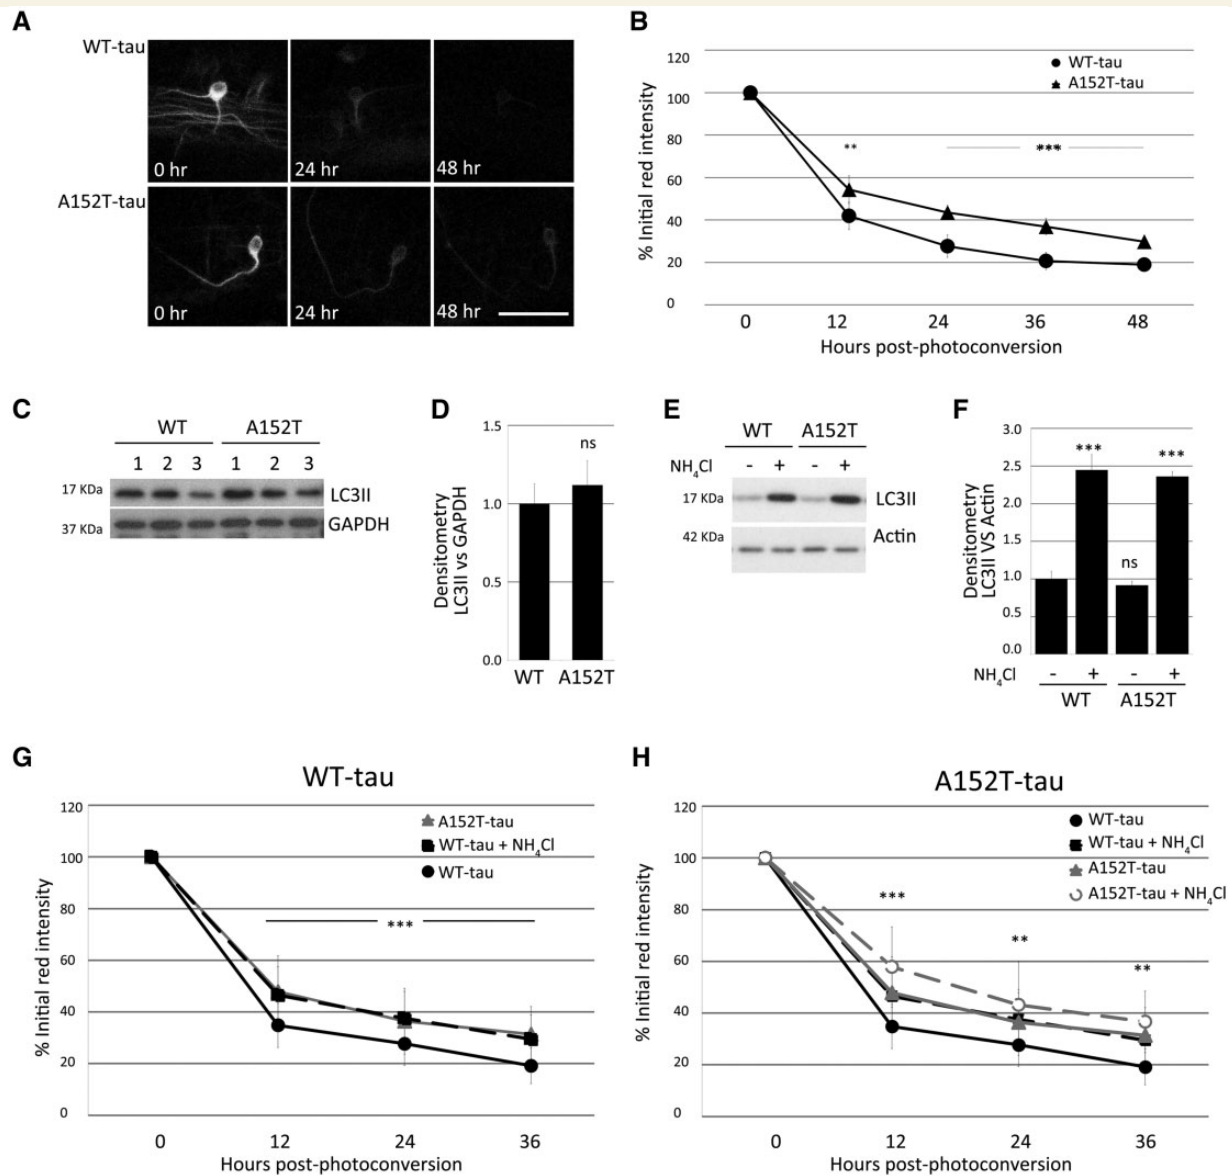 A
WT-tau
0 hr
24 hr
48 hr
A152T-tau
0 hr
24 hr
48 hr
B
120
100
80
60
40
20
0
% Initial red intensity
WT-tau
A152T-tau
**
***
0 12 24 36 48
Hours post-photoconversion
C
WT A152T
1 2 3 1 2 3
17 KDa
LC3II
37 KDa
GAPDH
D
1.5
1.0
0.5
0.0
Densitometry
LC3II vs GAPDH
ns
WT A152T
E
WT A152T
NH4Cl - + - +
17 KDa
LC3II
42 KDa
Actin
F
3.0
2.5
2.0
1.5
1.0
0.5
0.0
Densitometry
LC3II VS Actin
***
ns
***
NH4Cl - + - +
WT A152T
G
WT-tau
120
100
80
60
40
20
0
% Initial red intensity
A152T-tau
WT-tau + NH4Cl
WT-tau
***
0 12 24 36
Hours post-photoconversion
H
A152T-tau
120
100
80
60
40
20
0
% Initial red intensity
WT-tau
WT-tau + NH4Cl
A152T-tau
A152T-tau + NH4Cl
***
**
**
0 12 24 36
Hours post-photoconversion